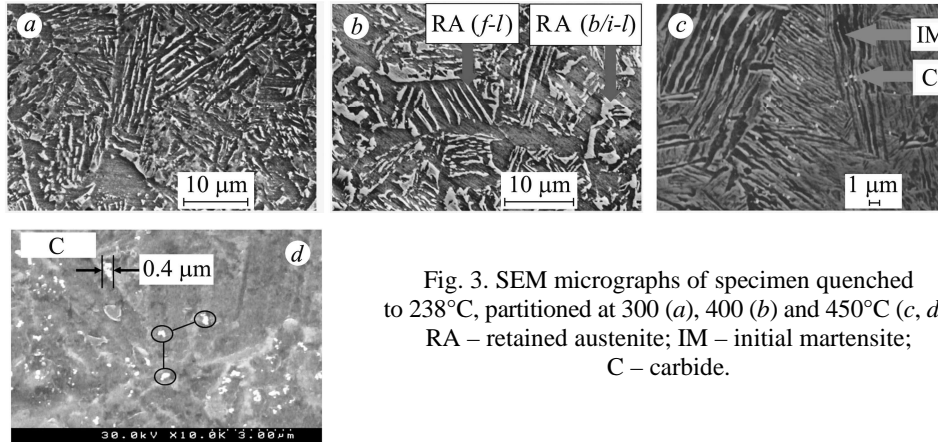 a
b
RA (f-l)
RA (b/i-l)
c
IM
C
10 μm
10 μm
1 μm
C
d
0.4 μm
30.0kV X10.0K 3.00μm
Fig. 3. SEM micrographs of specimen quenched
to 238°C, partitioned at 300 (a), 400 (b) and 450°C (c, d
RA – retained austenite; IM – initial martensite;
C – carbide.